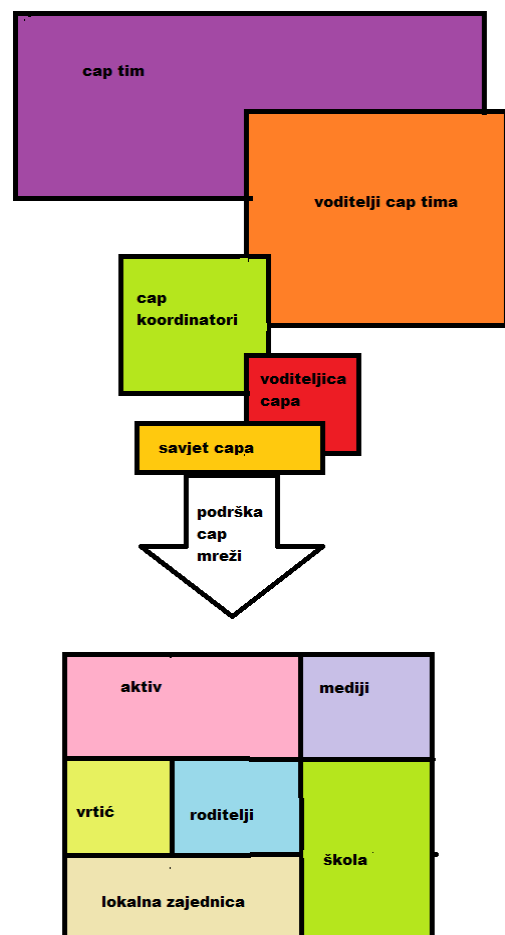 cap tim
voditelji cap tima
cap
koordinatori
voditeljica
capa
savjet capa
podrška
cap
mreži
aktiv
mediji
vrtić
roditelji
škola
lokalna zajednica